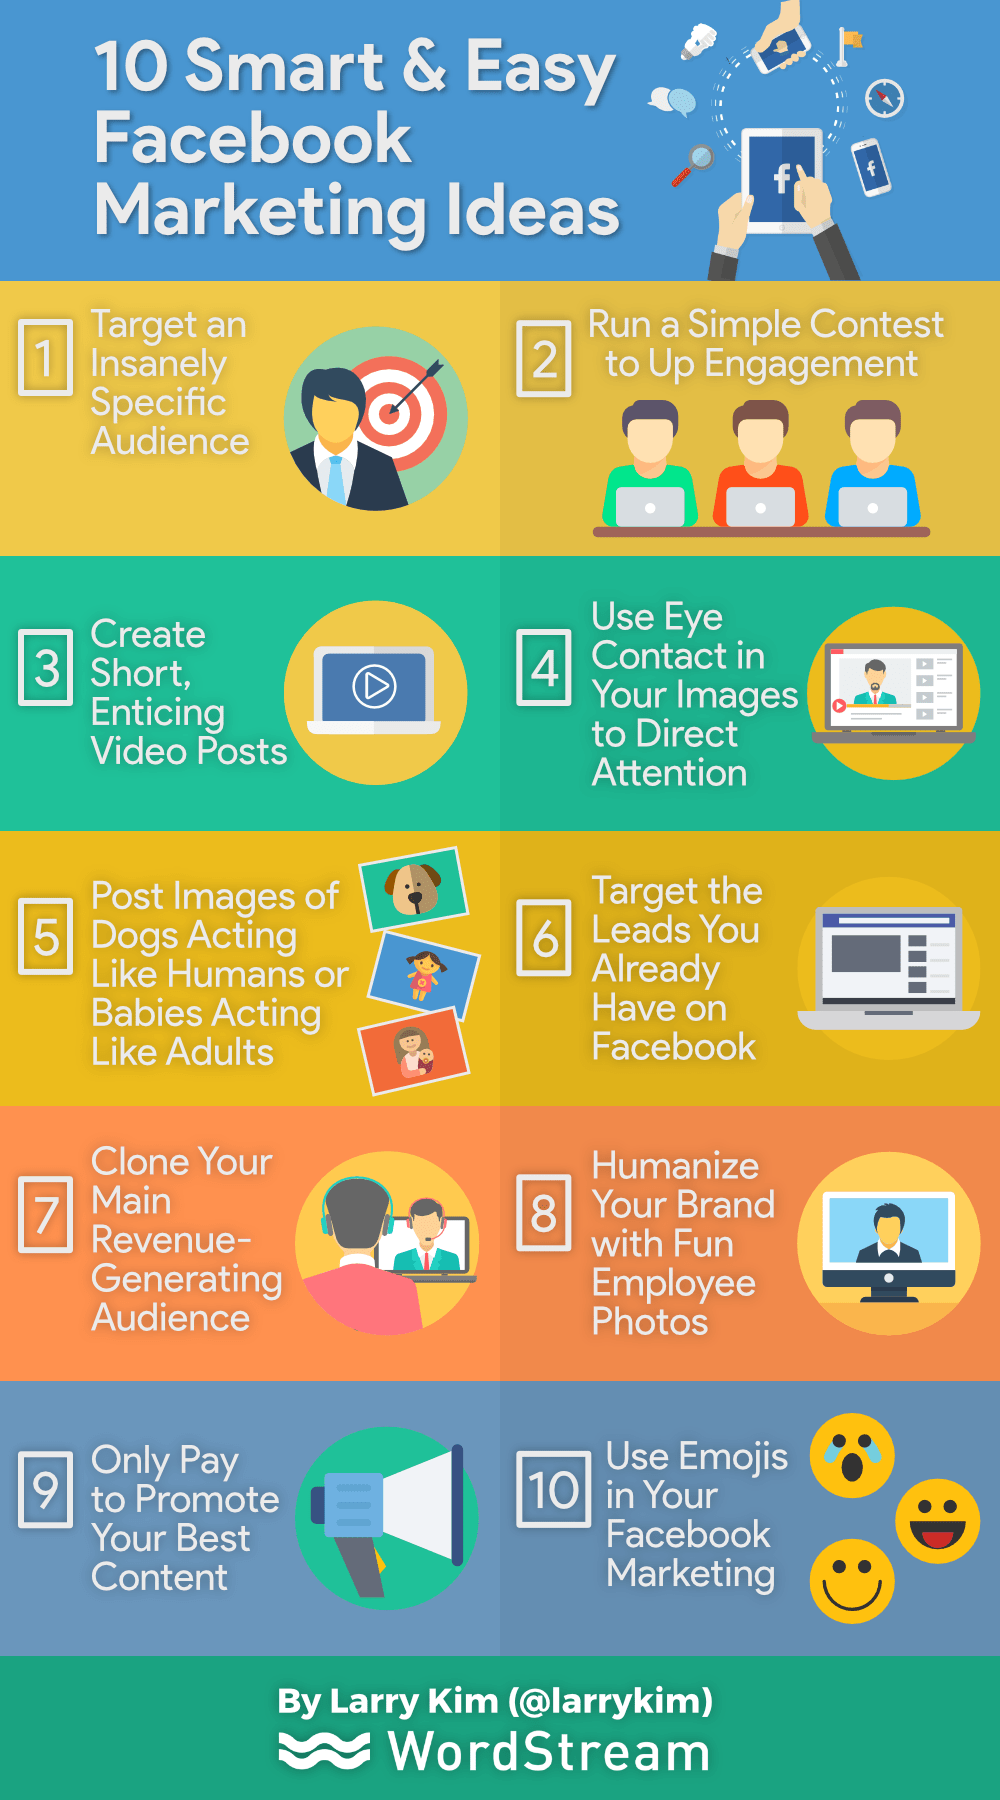 10 Smart & Easy
Facebook
Marketing Ideas
f
f
1
Target an
Insanely
Specific
Audience
2
Run a Simple Contest
to Up Engagement
3
Create
Short,
Enticing
Video Posts
4
Use Eye
Contact in
Your Images
to Direct
Attention
5
Post Images of
Dogs Acting
Like Humans or
Babies Acting
Like Adults
6
Target the
Leads You
Already
Have on
Facebook
7
Clone Your
Main
Revenue-
Generating
Audience
8
Humanize
Your Brand
with Fun
Employee
Photos
9
Only Pay
to Promote
Your Best
Content
10
Use Emojis
in Your
Facebook
Marketing
By Larry Kim (@larrykim)
WordStream